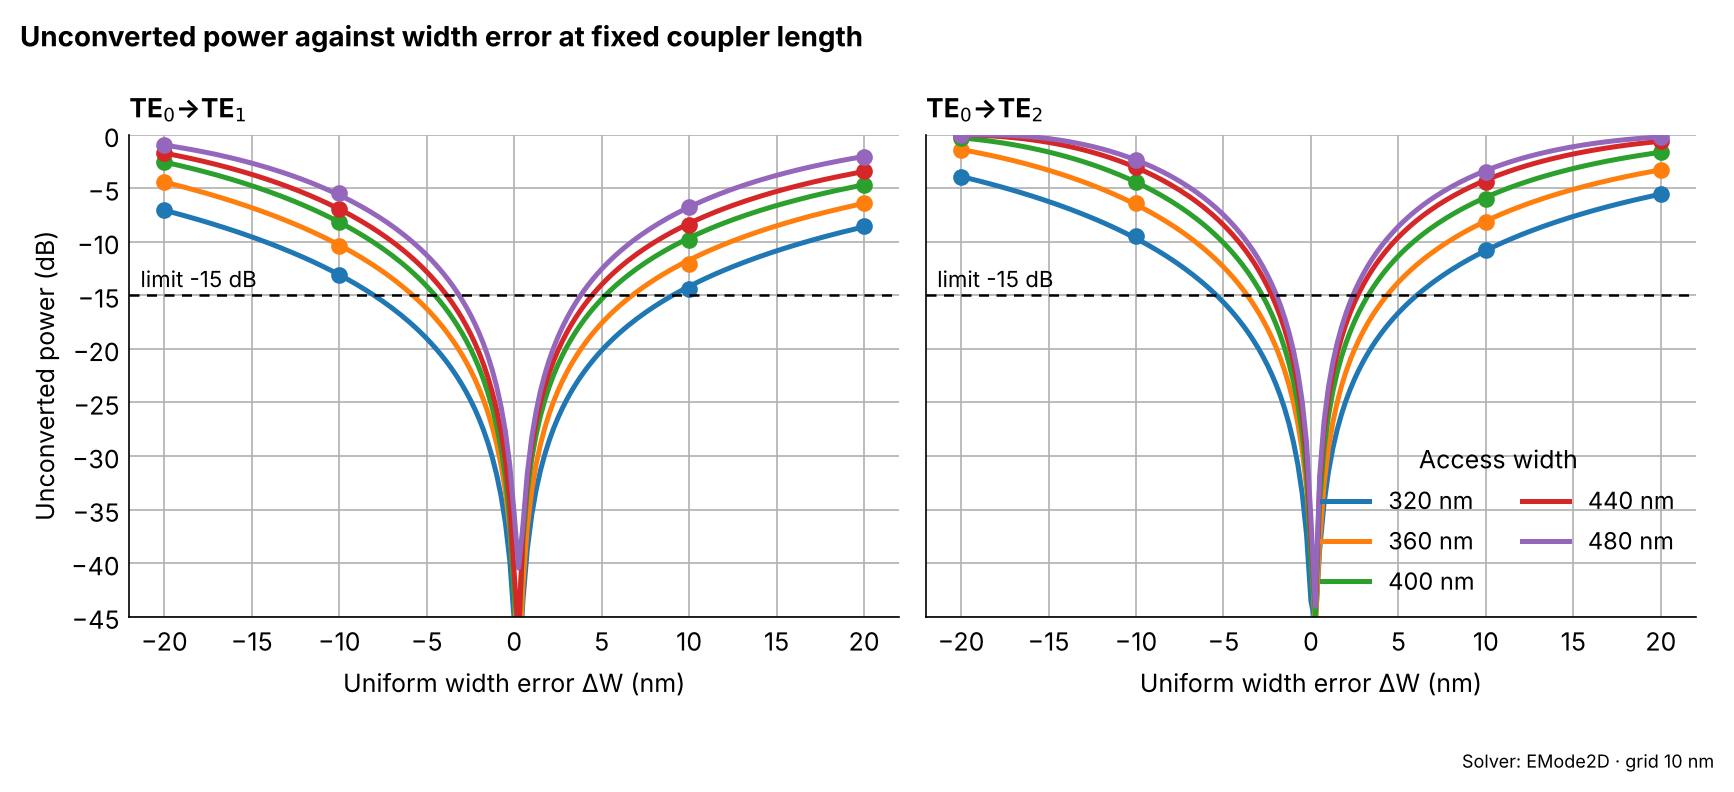 Unconverted power against width error at fixed coupler length
TE₀→TE₁
TE₀→TE₂
Unconverted power (dB)
0
−5
−10
−15
−20
−25
−30
−35
−40
−45
limit -15 dB
limit -15 dB
−20 −15 −10 −5 0 5 10 15 20
−20 −15 −10 −5 0 5 10 15 20
Uniform width error ΔW (nm)
Uniform width error ΔW (nm)
Access width
320 nm
360 nm
400 nm
440 nm
480 nm
Solver: EMode2D · grid 10 nm